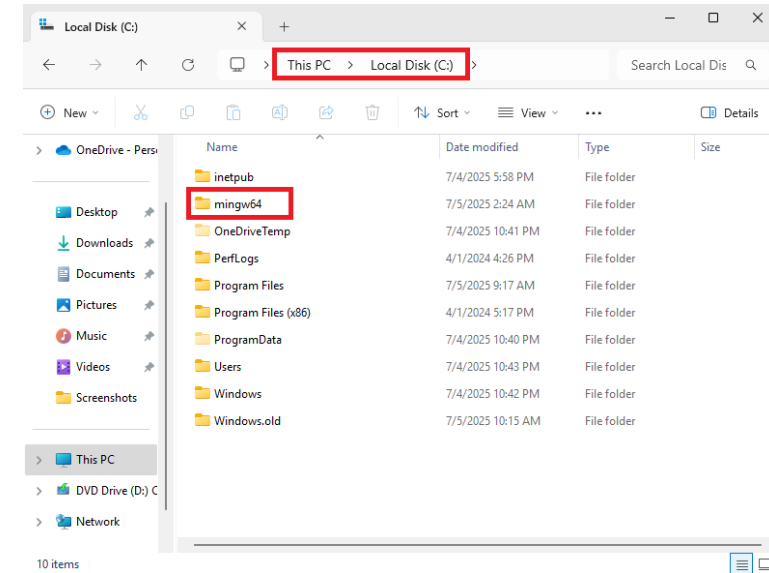 Local Disk (C:)
This PC > Local Disk (C:) >
Search Local Dis
New
Sort
View
Details
Name Date modified Type Size
OneDrive - Perso
Desktop
Downloads
Documents
Pictures
Music
Videos
Screenshots
This PC
DVD Drive (D:) C
Network
inetpub 7/4/2025 5:58 PM File folder
mingw64 7/5/2025 2:24 AM File folder
OneDriveTemp 7/4/2025 10:41 PM File folder
PerfLogs 4/1/2024 4:26 PM File folder
Program Files 7/5/2025 9:17 AM File folder
Program Files (x86) 4/1/2024 5:17 PM File folder
ProgramData 7/4/2025 10:40 PM File folder
Users 7/4/2025 10:43 PM File folder
Windows 7/4/2025 10:42 PM File folder
Windows.old 7/5/2025 10:15 AM File folder
10 items